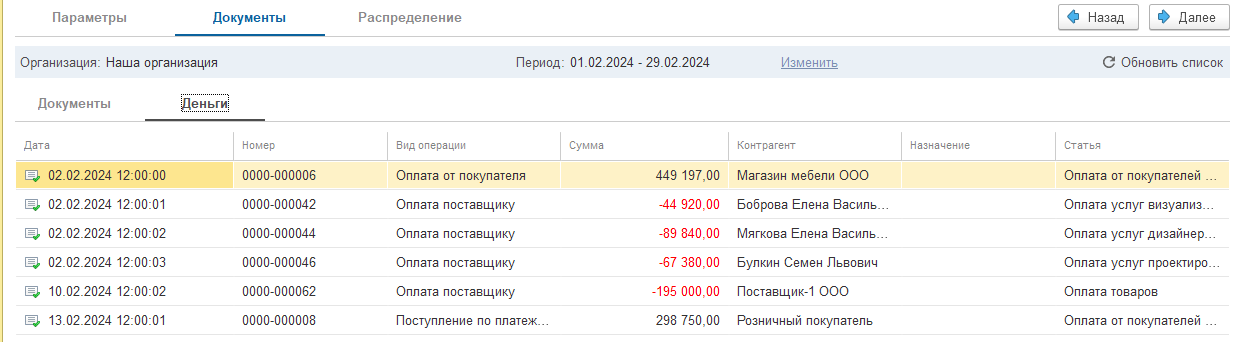 Параметры Документы Распределение Назад Далее
Организация: Наша организация Период: 01.02.2024 - 29.02.2024 Изменить Обновить список
Документы Деньги
Дата Номер Вид операции Сумма Контрагент Назначение Статья
02.02.2024 12:00:00 0000-000006 Оплата от покупателя 449 197,00 Магазин мебели ООО Оплата от покупателей ...
02.02.2024 12:00:01 0000-000042 Оплата поставщику -44 920,00 Боброва Елена Василь... Оплата услуг визуализ...
02.02.2024 12:00:02 0000-000044 Оплата поставщику -89 840,00 Мягкова Елена Василь... Оплата услуг дизайнер...
02.02.2024 12:00:03 0000-000046 Оплата поставщику -67 380,00 Булкин Семен Львович Оплата услуг проектиро...
10.02.2024 12:00:02 0000-000062 Оплата поставщику -195 000,00 Поставщик-1 ООО Оплата товаров
13.02.2024 12:00:01 0000-000008 Поступление по платеж... 298 750,00 Розничный покупатель Оплата от покупателей ...